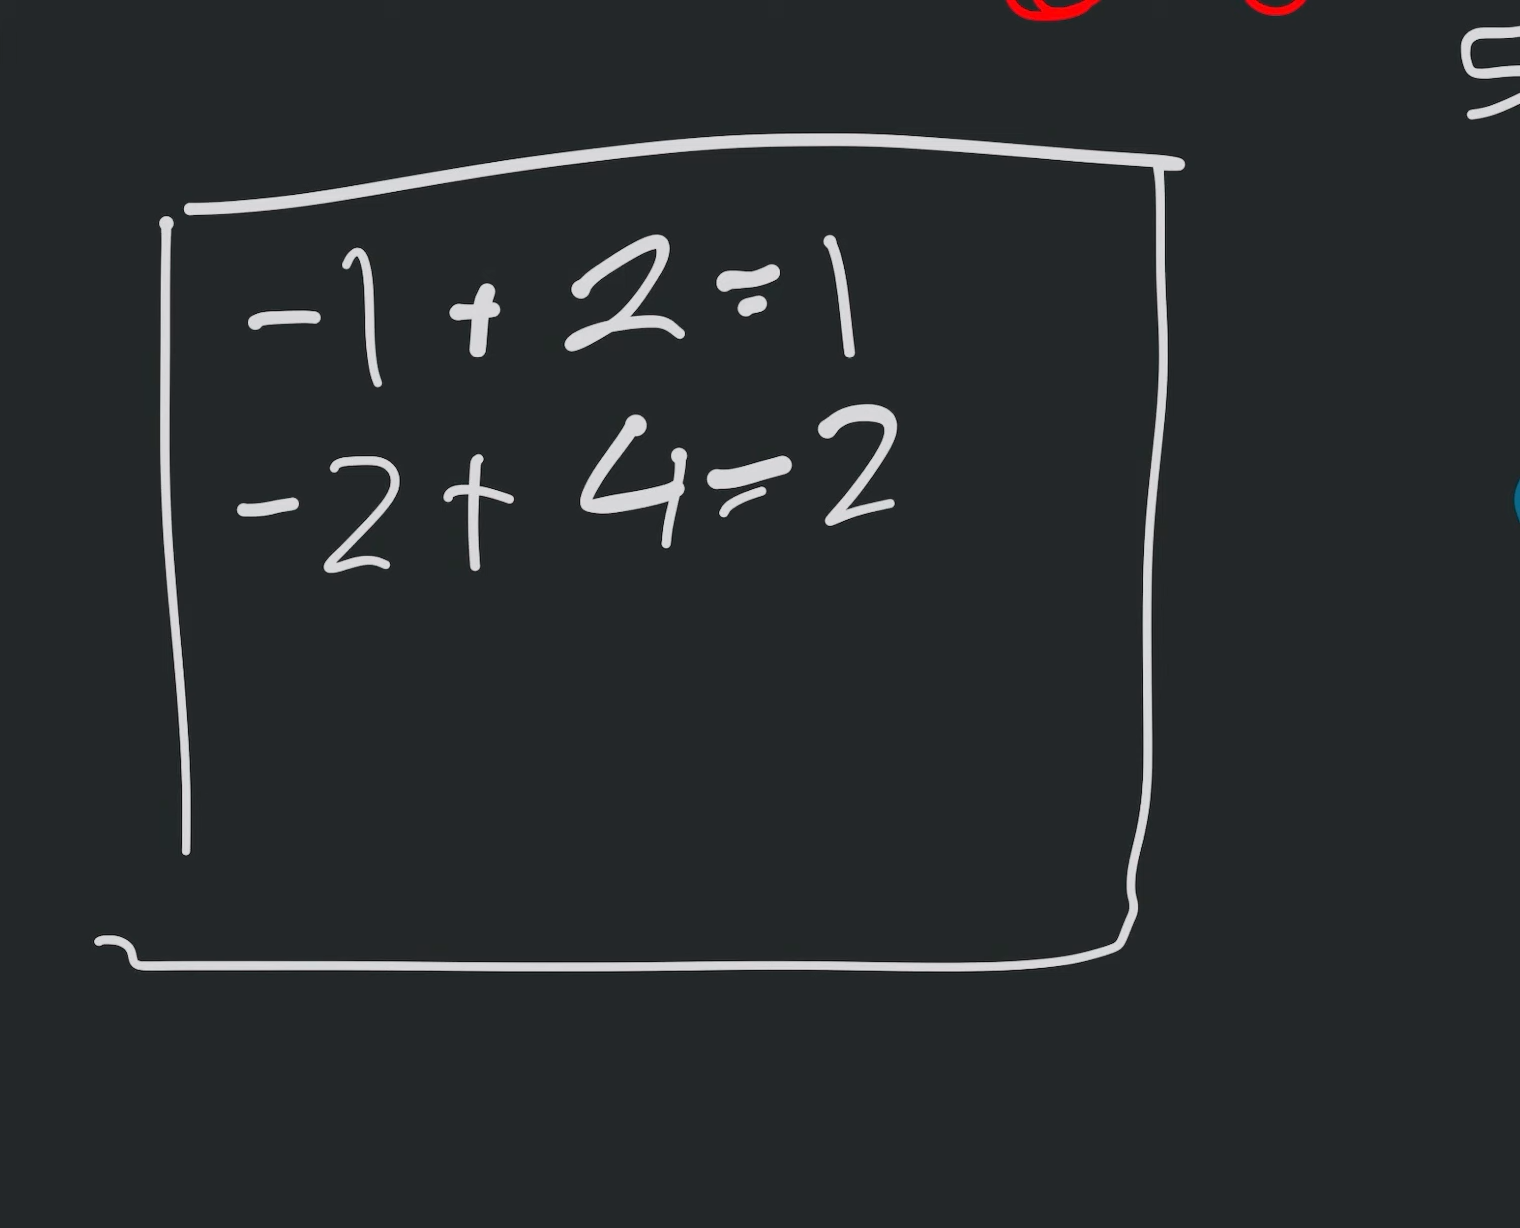 -1 + 2 = 1
-2 + 4 = 2